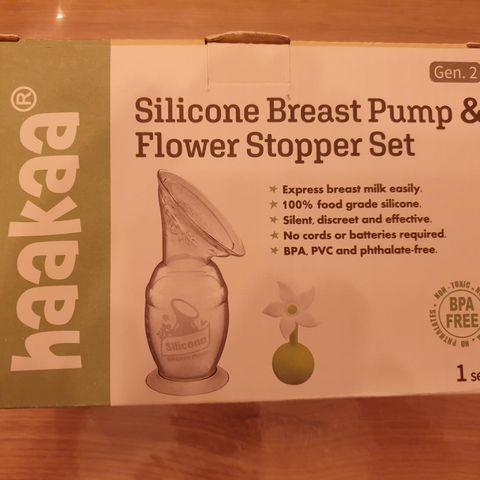 haakaa®
Gen. 2
Silicone Breast Pump &
Flower Stopper Set
Express breast milk easily.
100% food grade silicone.
Silent, discreet and effective.
No cords or batteries required.
BPA, PVC and phthalate-free.
Silicone
NON - TOXIC
BPA
FREE
NO PHTHALATES
1 se